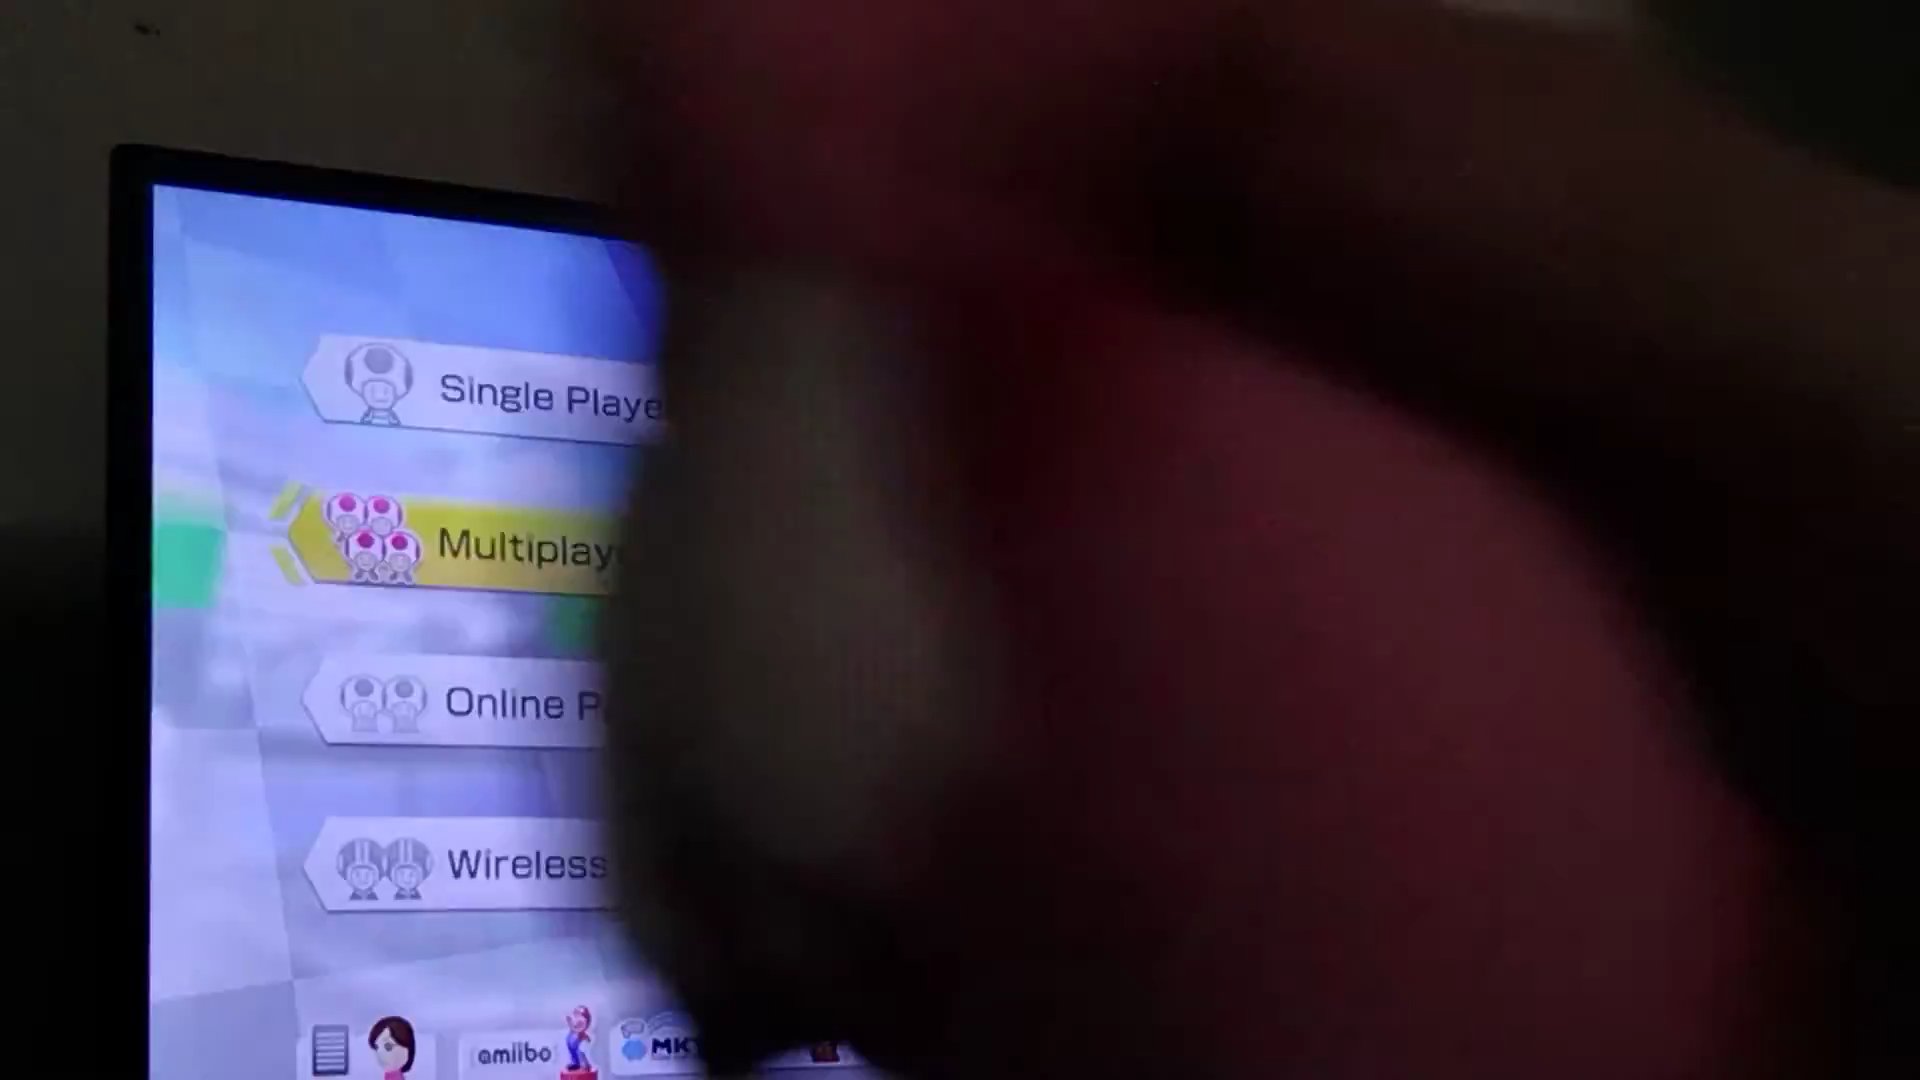 Single Playe
Multiplay
Online P
Wireless
amiibo
MK